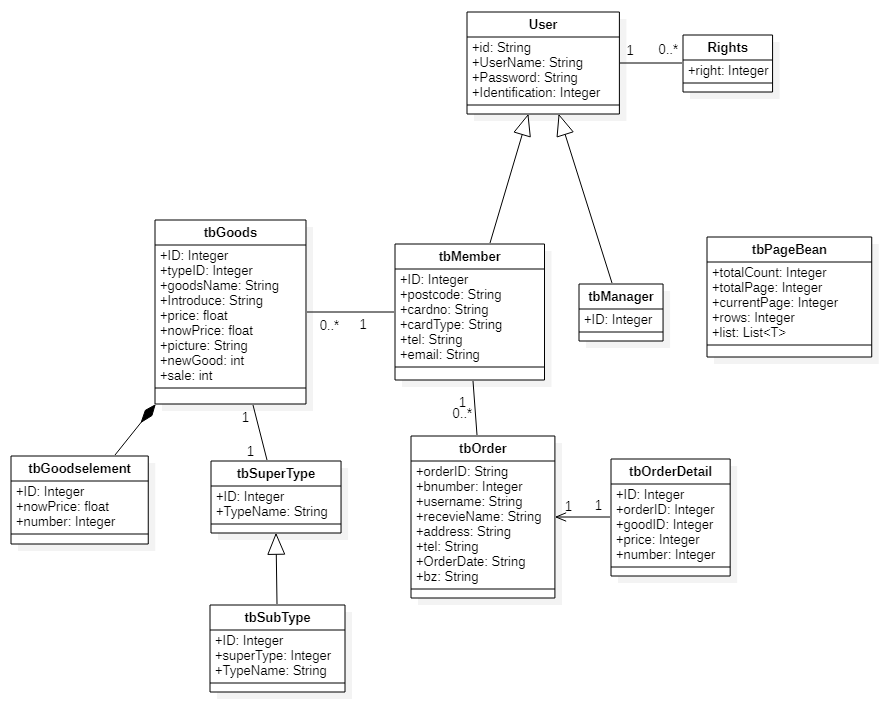 User
+id: String
+UserName: String
+Password: String
+Identification: Integer
1
0..*
Rights
+right: Integer
tbGoods
+ID: Integer
+typeID: Integer
+goodsName: String
+Introduce: String
+price: float
+nowPrice: float
+picture: String
+newGood: int
+sale: int
0..*
1
tbMember
+ID: Integer
+postcode: String
+cardno: String
+cardType: String
+tel: String
+email: String
tbManager
+ID: Integer
tbPageBean
+totalCount: Integer
+totalPage: Integer
+currentPage: Integer
+rows: Integer
+list: List<T>
1
1
1
0..*
tbGoodselement
+ID: Integer
+nowPrice: float
+number: Integer
tbSuperType
+ID: Integer
+TypeName: String
tbOrder
+orderID: String
+bnumber: Integer
+username: String
+recevieName: String
+address: String
+tel: String
+OrderDate: String
+bz: String
1
1
tbOrderDetail
+ID: Integer
+orderID: Integer
+goodID: Integer
+price: Integer
+number: Integer
tbSubType
+ID: Integer
+superType: Integer
+TypeName: String